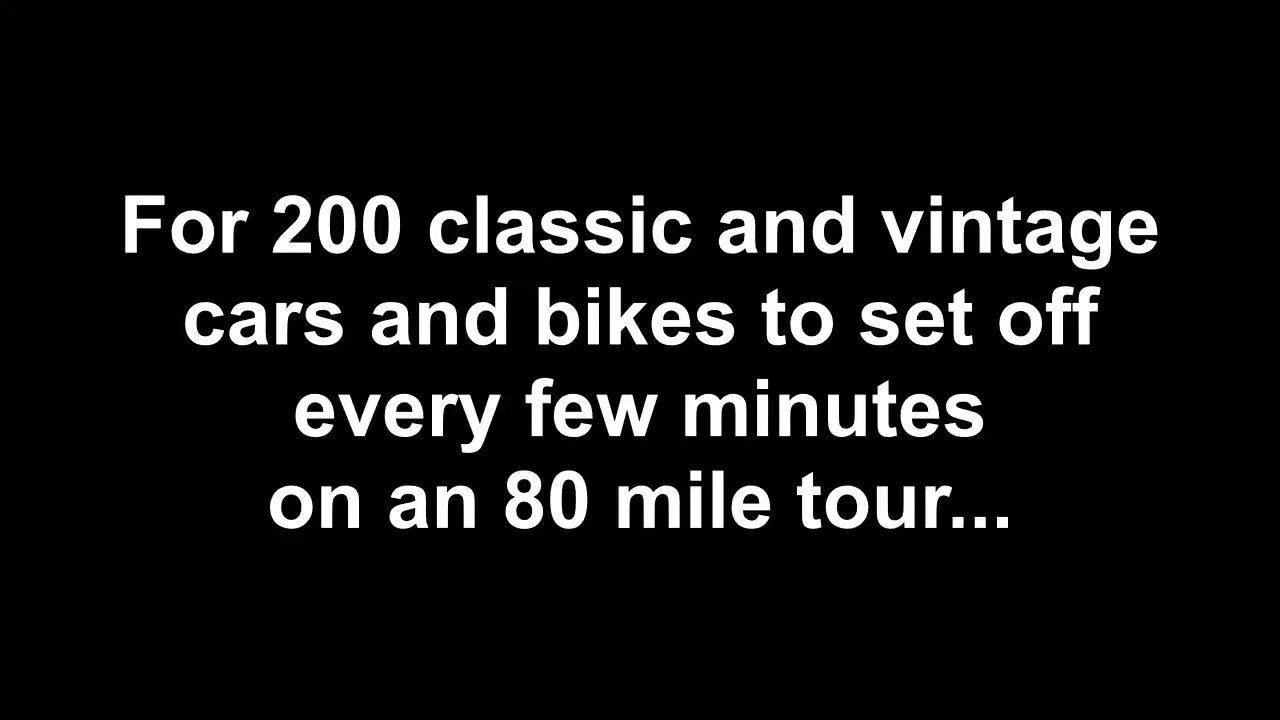 For 200 classic and vintage
cars and bikes to set off
every few minutes
on an 80 mile tour...